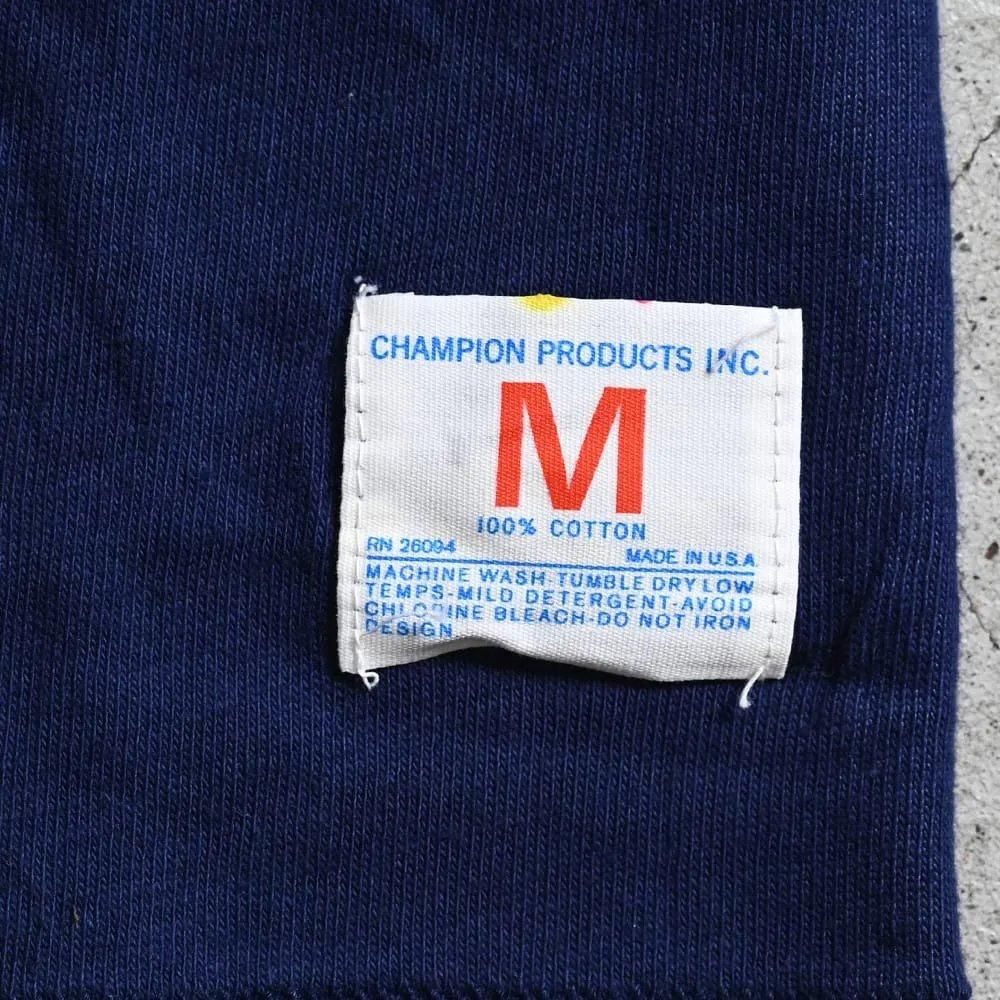 CHAMPION PRODUCTS INC.
M
100% COTTON
RN 26094 MADE IN U.S.A
MACHINE WASH-TUMBLE DRY LOW
TEMPS-MILD DETERGENT-AVOID
CHLORINE BLEACH-DO NOT IRON
DESIGN